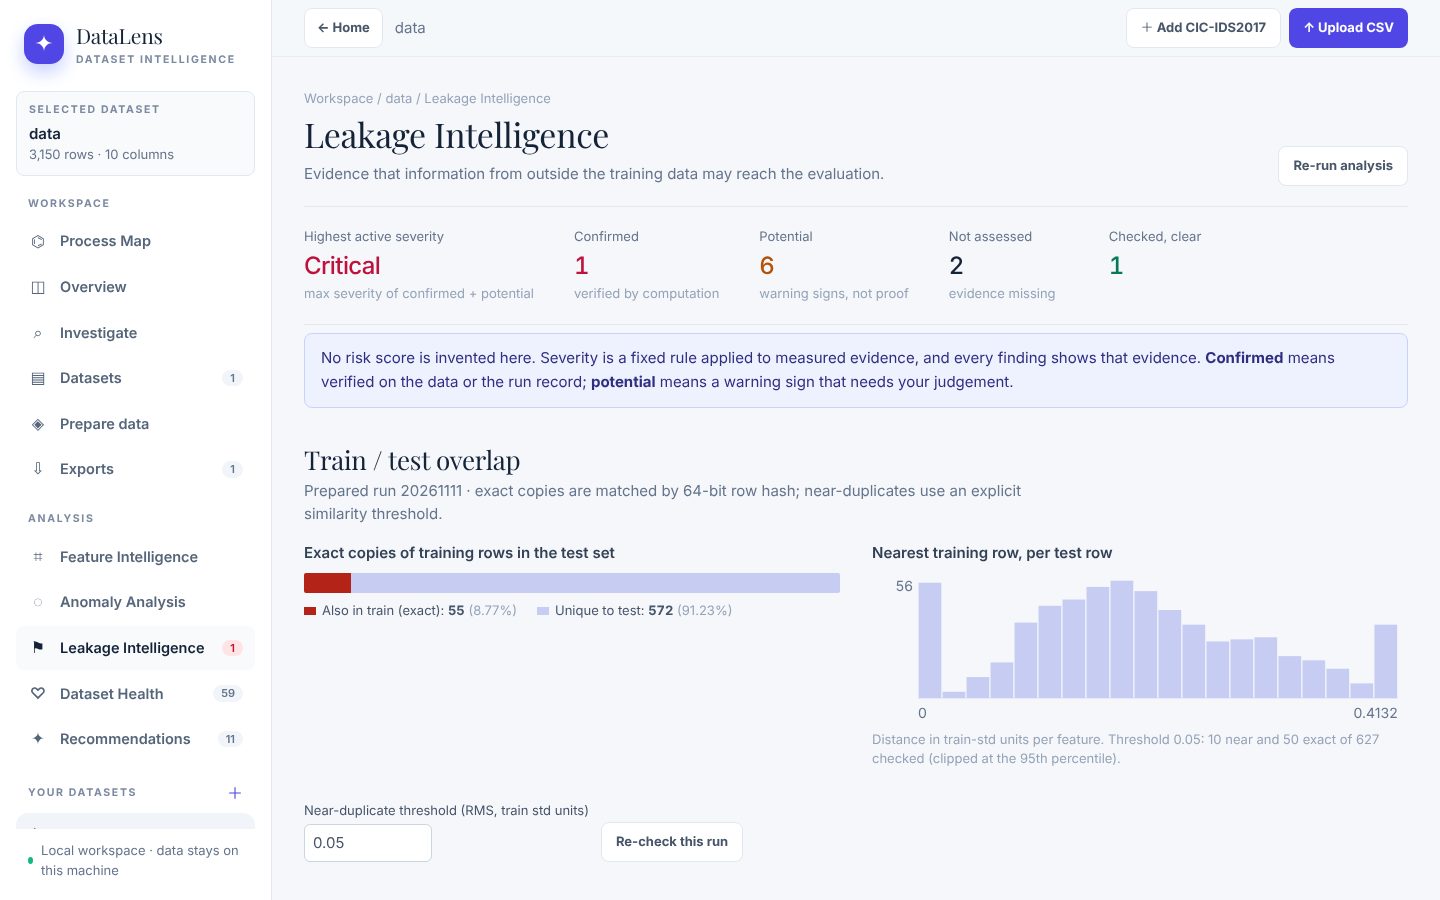 DataLens
DATASET INTELLIGENCE
SELECTED DATASET
data
3,150 rows · 10 columns
WORKSPACE
Process Map
Overview
Investigate
Datasets 1
Prepare data
Exports 1
ANALYSIS
Feature Intelligence
Anomaly Analysis
Leakage Intelligence 1
Dataset Health 59
Recommendations 11
YOUR DATASETS +
Local workspace · data stays on
this machine
← Home data
+ Add CIC-IDS2017
↑ Upload CSV
Workspace / data / Leakage Intelligence
Leakage Intelligence
Evidence that information from outside the training data may reach the evaluation.
Re-run analysis
Highest active severity
Critical
max severity of confirmed + potential
Confirmed
1
verified by computation
Potential
6
warning signs, not proof
Not assessed
2
evidence missing
Checked, clear
1
No risk score is invented here. Severity is a fixed rule applied to measured evidence, and every finding shows that evidence. Confirmed means
verified on the data or the run record; potential means a warning sign that needs your judgement.
Train / test overlap
Prepared run 20261111 · exact copies are matched by 64-bit row hash; near-duplicates use an explicit
similarity threshold.
Exact copies of training rows in the test set
Also in train (exact): 55 (8.77%) Unique to test: 572 (91.23%)
Nearest training row, per test row
56
0 0.4132
Distance in train-std units per feature. Threshold 0.05: 10 near and 50 exact of 627
checked (clipped at the 95th percentile).
Near-duplicate threshold (RMS, train std units)
0.05
Re-check this run